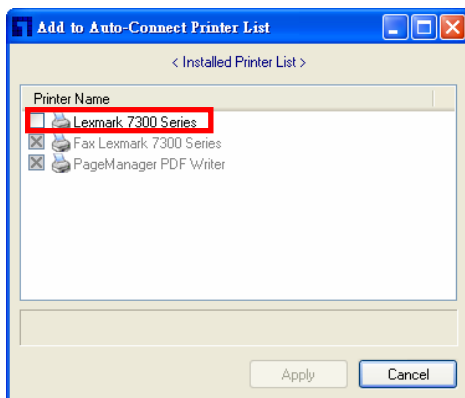 Add to Auto-Connect Printer List
< Installed Printer List >
Printer Name
Lexmark 7300 Series
Fax Lexmark 7300 Series
PageManager PDF Writer
Apply
Cancel